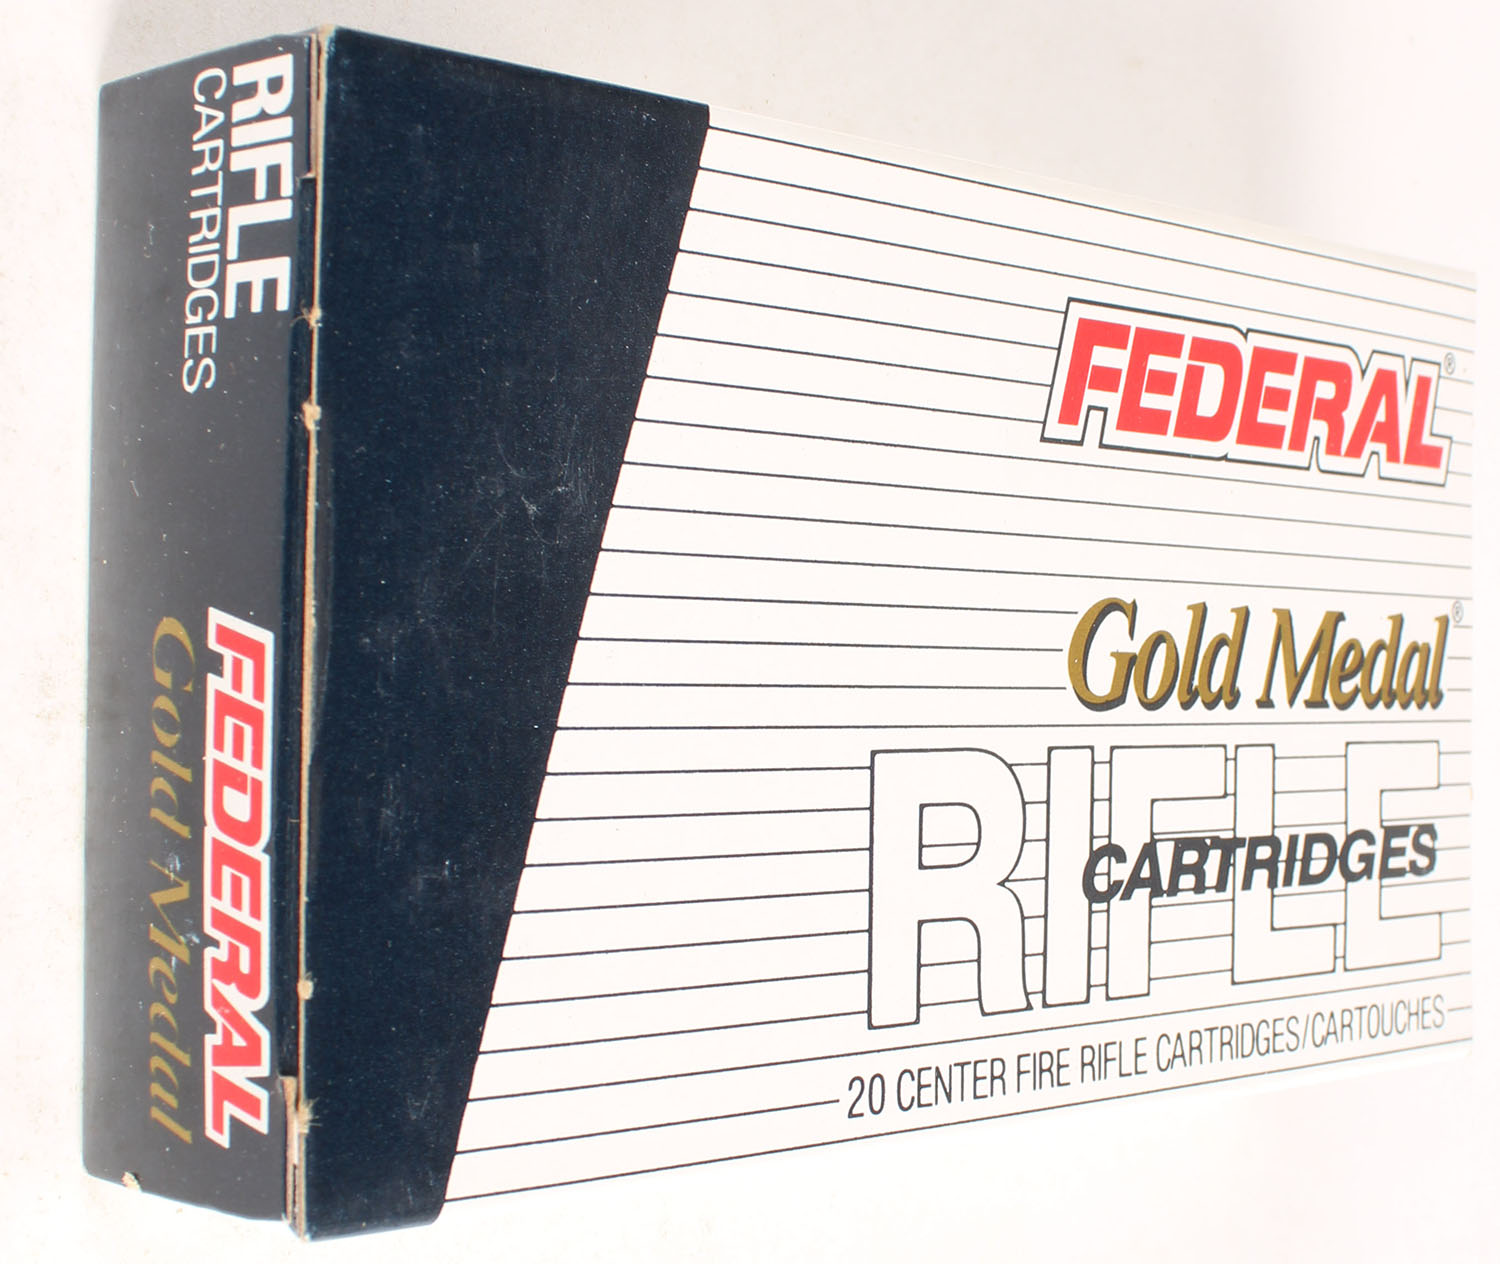 RIFLE
CARTRIDGES
FEDERAL
Gold Medal
FEDERAL®
Gold Medal®
RIFLE
CARTRIDGES
20 CENTER FIRE RIFLE CARTRIDGES/CARTOUCHES